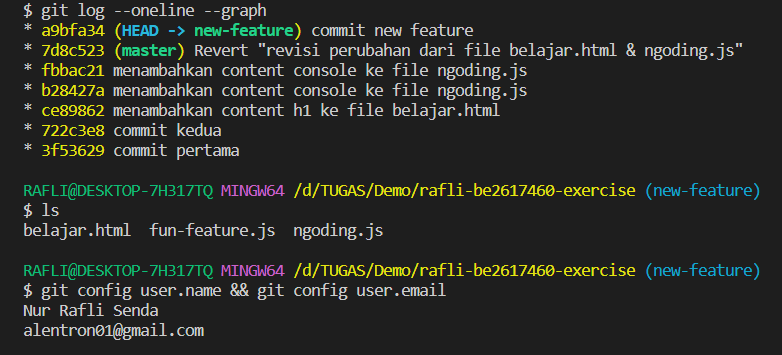 $ git log --oneline --graph
* a9bfa34 (HEAD -> new-feature) commit new feature
* 7d8c523 (master) Revert "revisi perubahan dari file belajar.html & ngoding.js"
* fbbac21 menambahkan content console ke file ngoding.js
* b28427a menambahkan content console ke file ngoding.js
* ce89862 menambahkan content h1 ke file belajar.html
* 722c3e8 commit kedua
* 3f53629 commit pertama
RAFLI@DESKTOP-7H317TQ MINGW64 /d/TUGAS/Demo/rafli-be2617460-exercise (new-feature)
$ ls
belajar.html  fun-feature.js  ngoding.js
RAFLI@DESKTOP-7H317TQ MINGW64 /d/TUGAS/Demo/rafli-be2617460-exercise (new-feature)
$ git config user.name && git config user.email
Nur Rafli Senda
alentron01@gmail.com